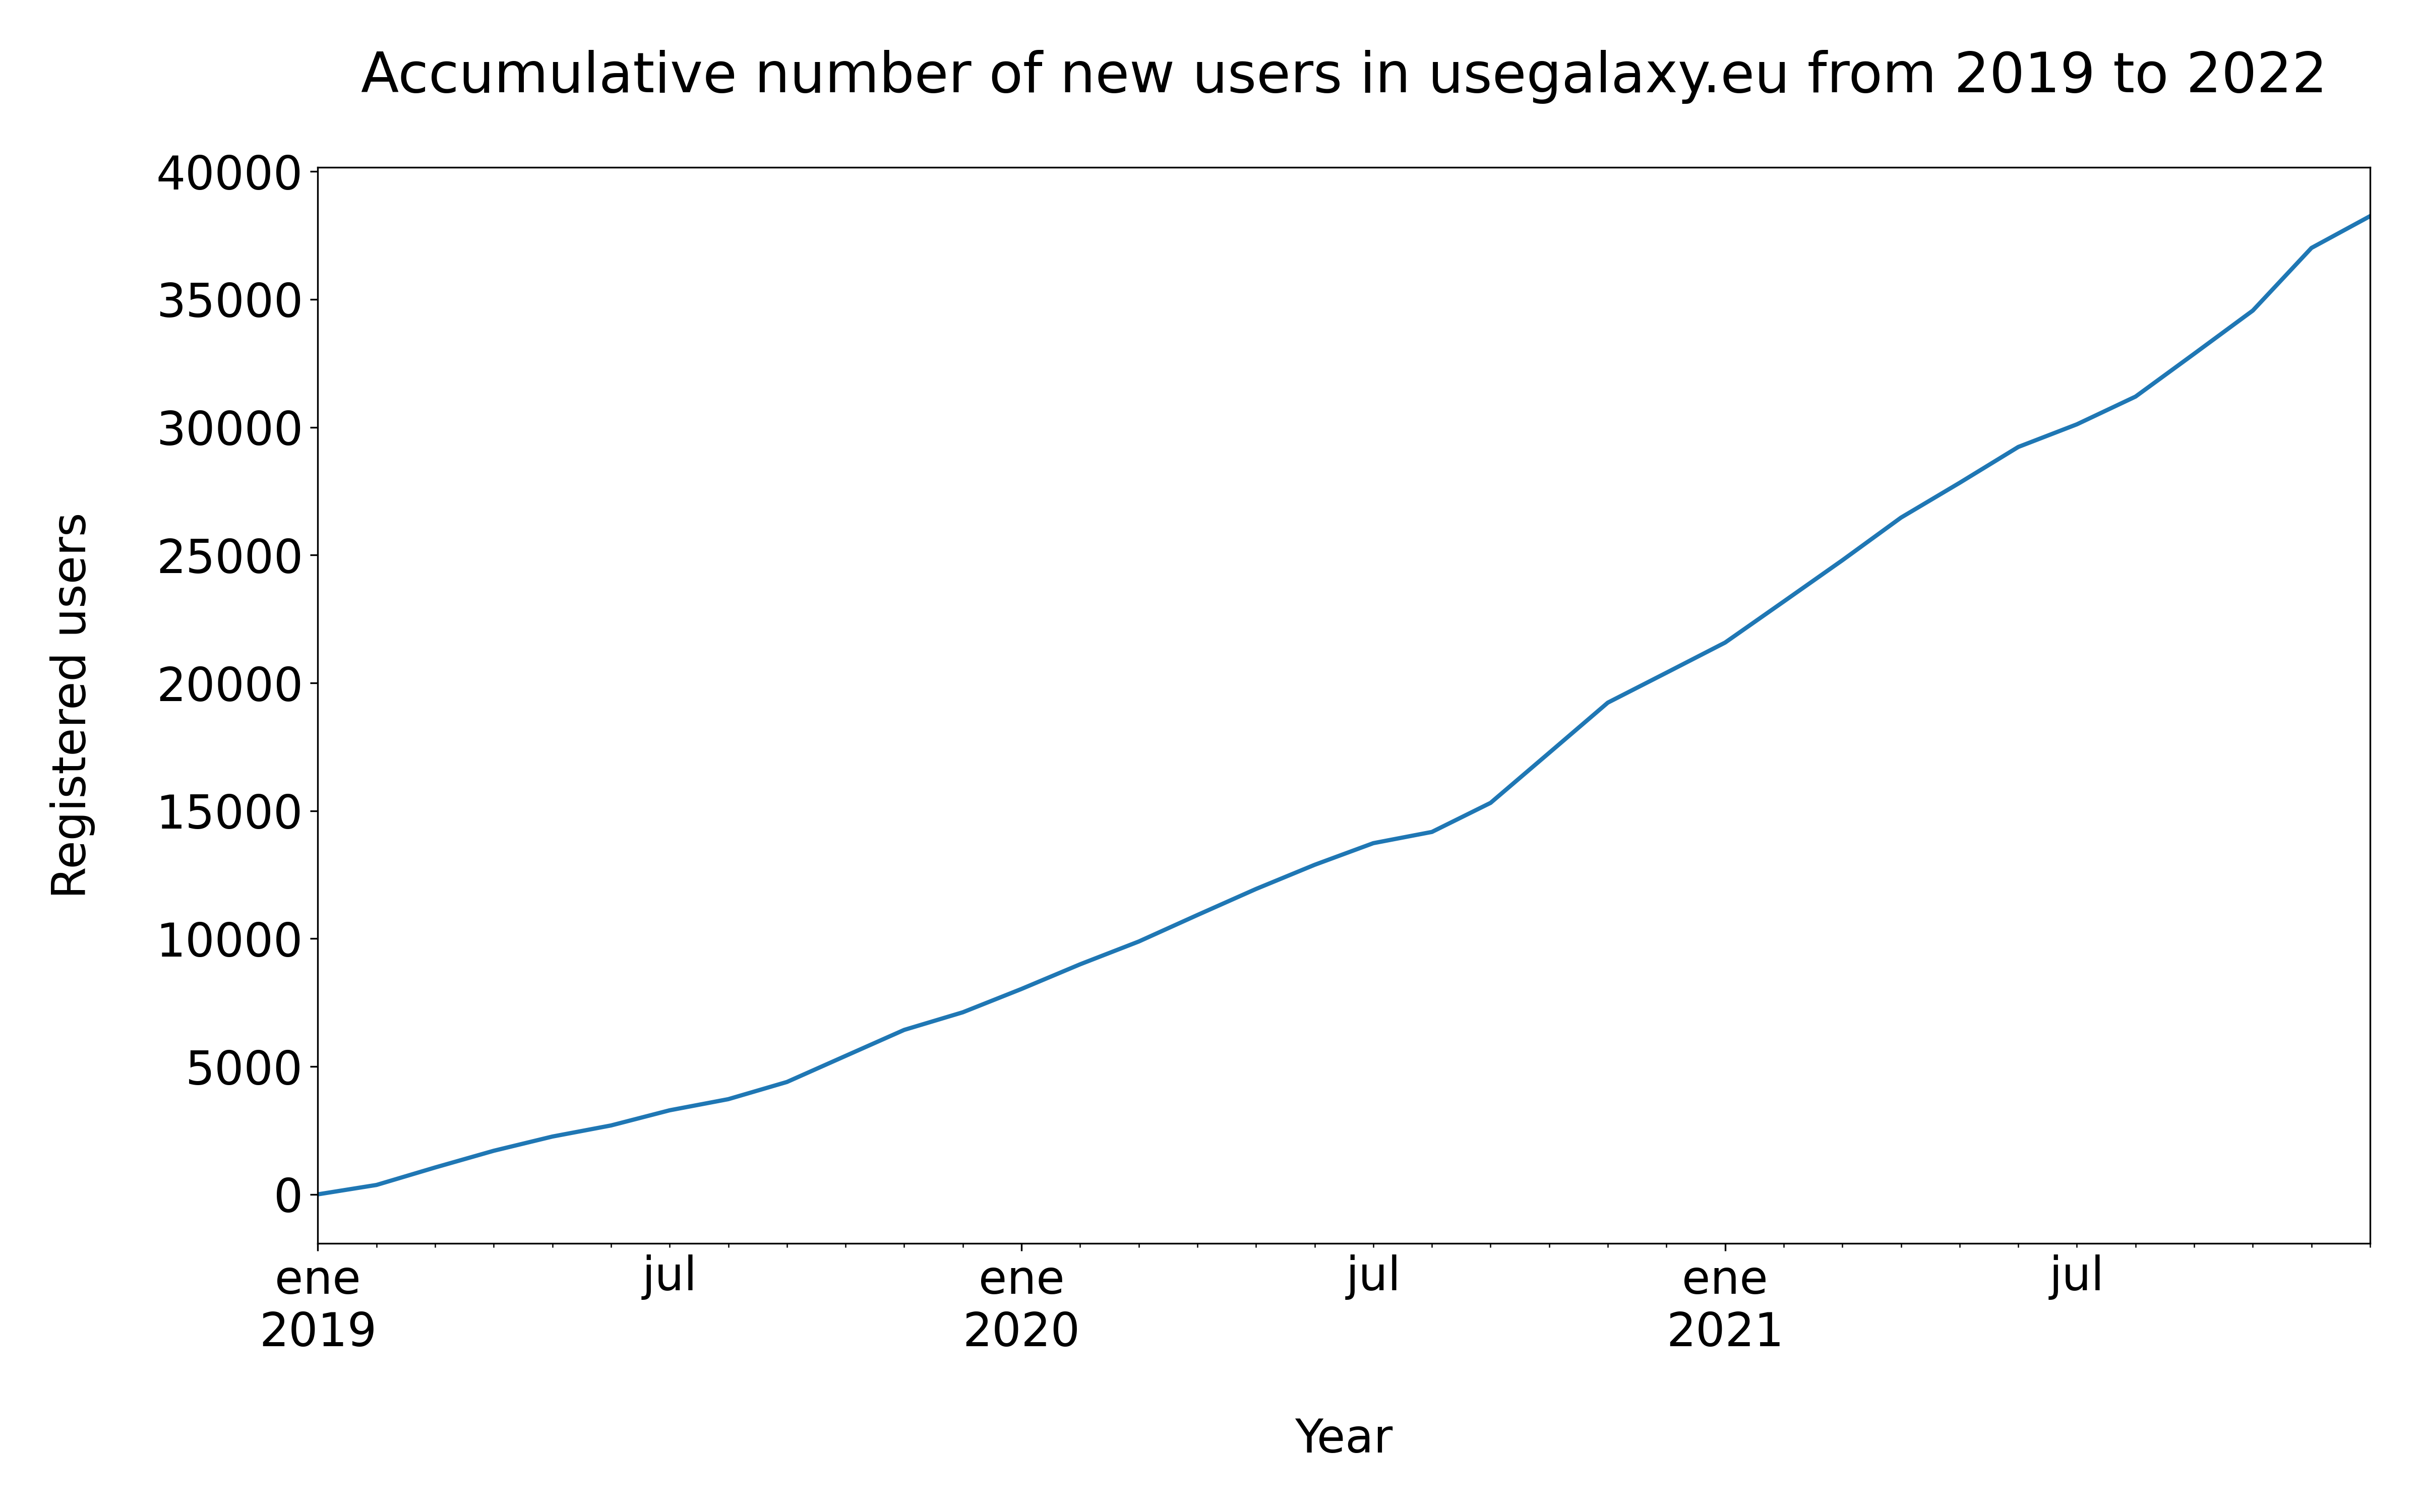 Accumulative number of new users in usegalaxy.eu from 2019 to 2022
40000
35000
30000
25000
20000
15000
10000
5000
0
Registered users
ene jul ene jul ene jul
2019 2020 2021
Year